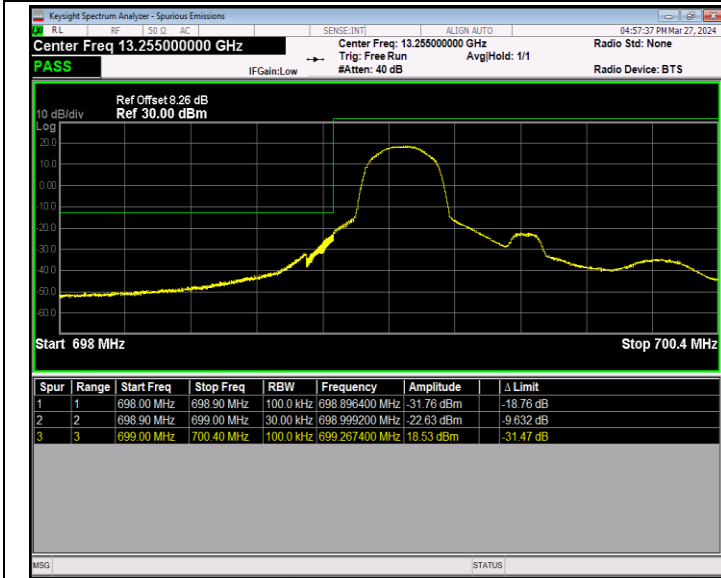 Keysight Spectrum Analyzer - Spurious Emissions
RL RF 50 Ω AC SENSE:INT ALIGN AUTO 04:57:37 PM Mar 27, 2024
Center Freq 13.255000000 GHz Center Freq: 13.255000000 GHz Radio Std: None
Trig: Free Run Avg|Hold: 1/1
PASS IFGain:Low #Atten: 40 dB Radio Device: BTS
Ref Offset 8.26 dB
10 dB/div Ref 30.00 dBm
Log
20.0
10.0
0.00
-10.0
-20.0
-30.0
-40.0
-50.0
-60.0
Start 698 MHz Stop 700.4 MHz
Spur Range Start Freq Stop Freq RBW Frequency Amplitude Δ Limit
1 1 698.00 MHz 698.90 MHz 100.0 kHz 698.896400 MHz -31.76 dBm -18.76 dB
2 2 698.90 MHz 699.00 MHz 30.00 kHz 698.999200 MHz -22.63 dBm -9.632 dB
3 3 699.00 MHz 700.40 MHz 100.0 kHz 699.267400 MHz 18.53 dBm -31.47 dB
MSG STATUS